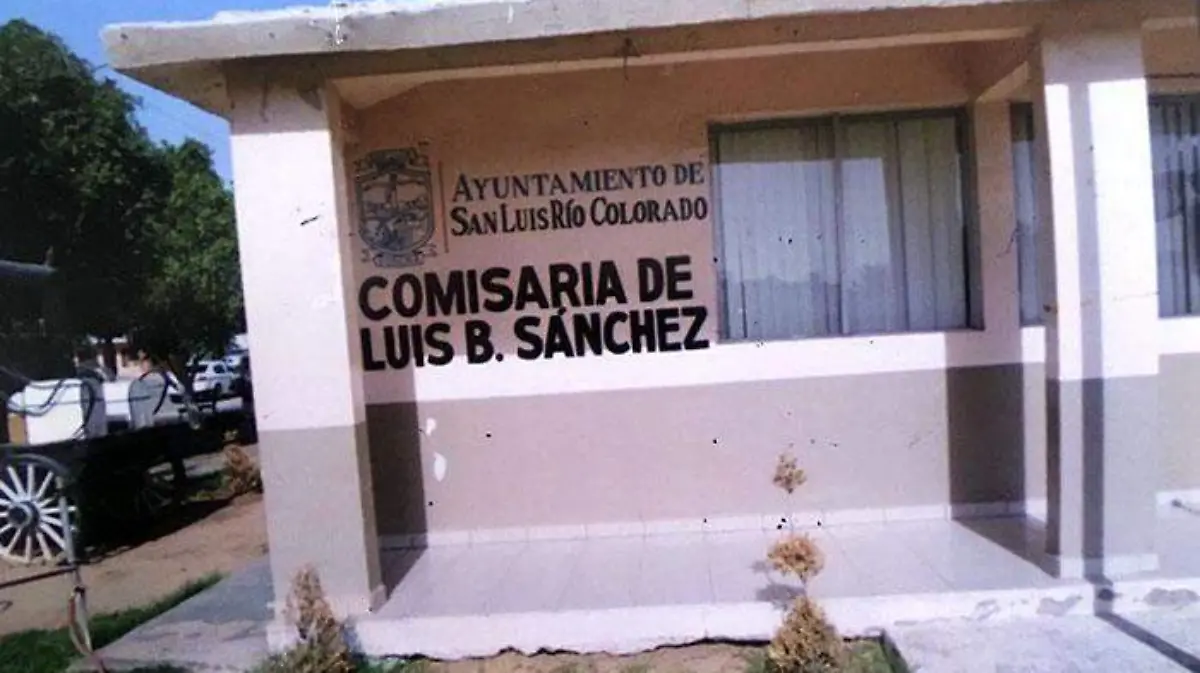 AYUNTAMIENTO DE
SAN LUIS RÍO COLORADO
COMISARIA DE
LUIS B. SÁNCHEZ